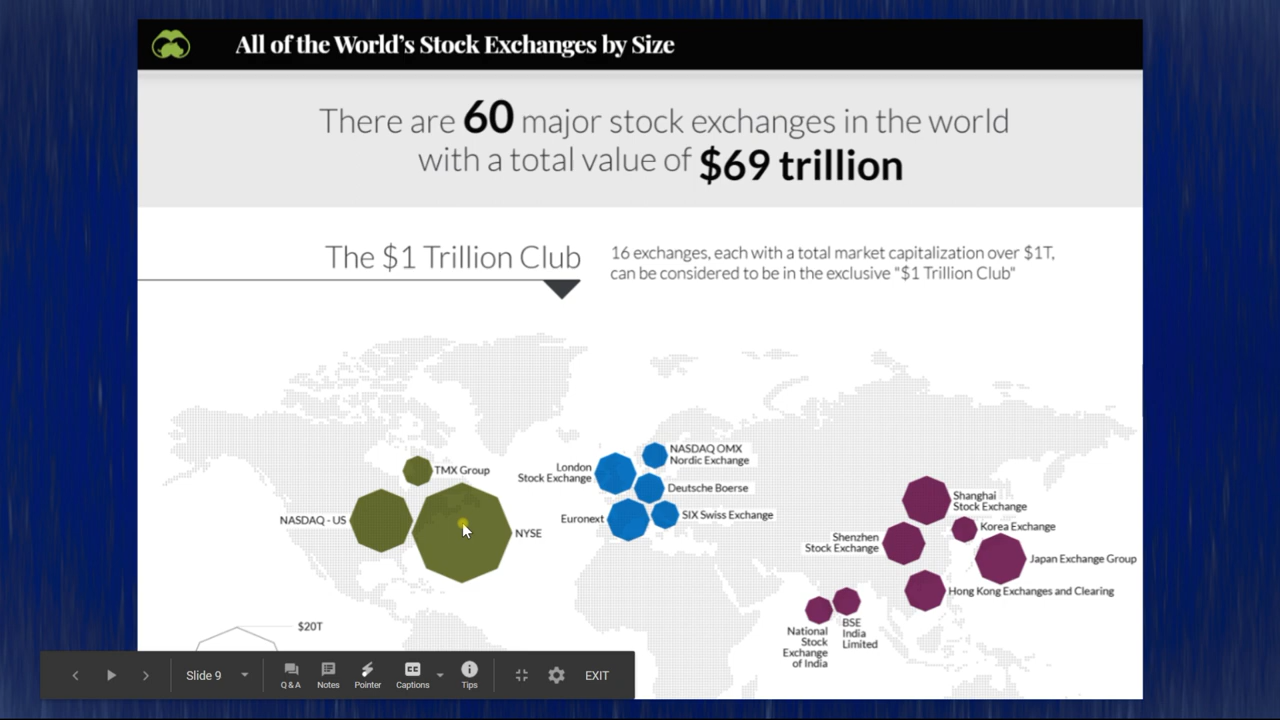 All of the World's Stock Exchanges by Size
There are 60 major stock exchanges in the world
with a total value of $69 trillion
The $1 Trillion Club
16 exchanges, each with a total market capitalization over $1T,
can be considered to be in the exclusive "$1 Trillion Club"
TMX Group
NASDAQ - US
NYSE
London
Stock Exchange
NASDAQ OMX
Nordic Exchange
Deutsche Boerse
Euronext
SIX Swiss Exchange
Shanghai
Stock Exchange
Korea Exchange
Shenzhen
Stock Exchange
Japan Exchange Group
Hong Kong Exchanges and Clearing
National
Stock
Exchange
of India
BSE
India
Limited
$20T
Slide 9
Q&A
Notes
Pointer
CC
Captions
Tips
EXIT